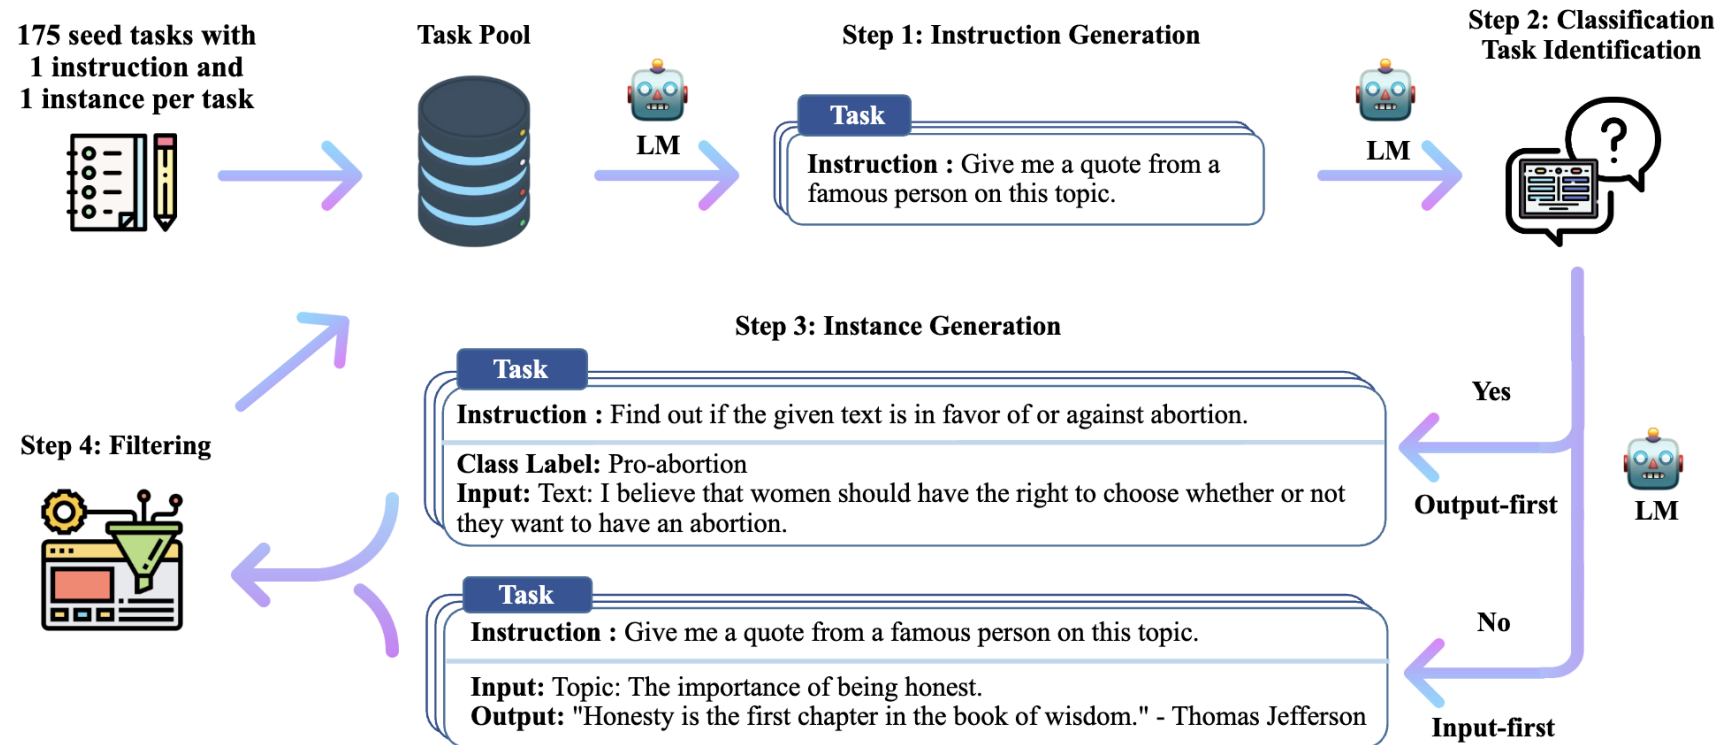 175 seed tasks with
1 instruction and
1 instance per task
Task Pool
LM
Step 1: Instruction Generation
Task
Instruction : Give me a quote from a
famous person on this topic.
LM
Step 2: Classification
Task Identification
Step 3: Instance Generation
Task
Instruction : Find out if the given text is in favor of or against abortion.
Class Label: Pro-abortion
Input: Text: I believe that women should have the right to choose whether or not
they want to have an abortion.
Yes
Output-first
LM
Task
Instruction : Give me a quote from a famous person on this topic.
Input: Topic: The importance of being honest.
Output: "Honesty is the first chapter in the book of wisdom." - Thomas Jefferson
No
Input-first
Step 4: Filtering